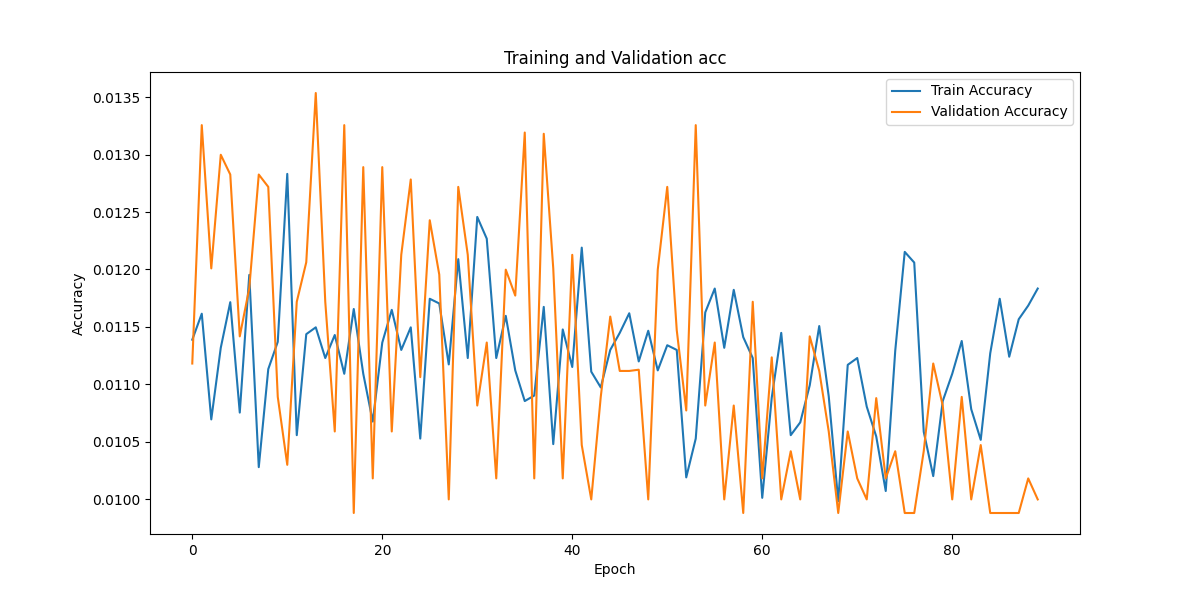 Training and Validation acc
Train Accuracy
Validation Accuracy
Accuracy
0.0135
0.0130
0.0125
0.0120
0.0115
0.0110
0.0105
0.0100
0 20 40 60 80
Epoch